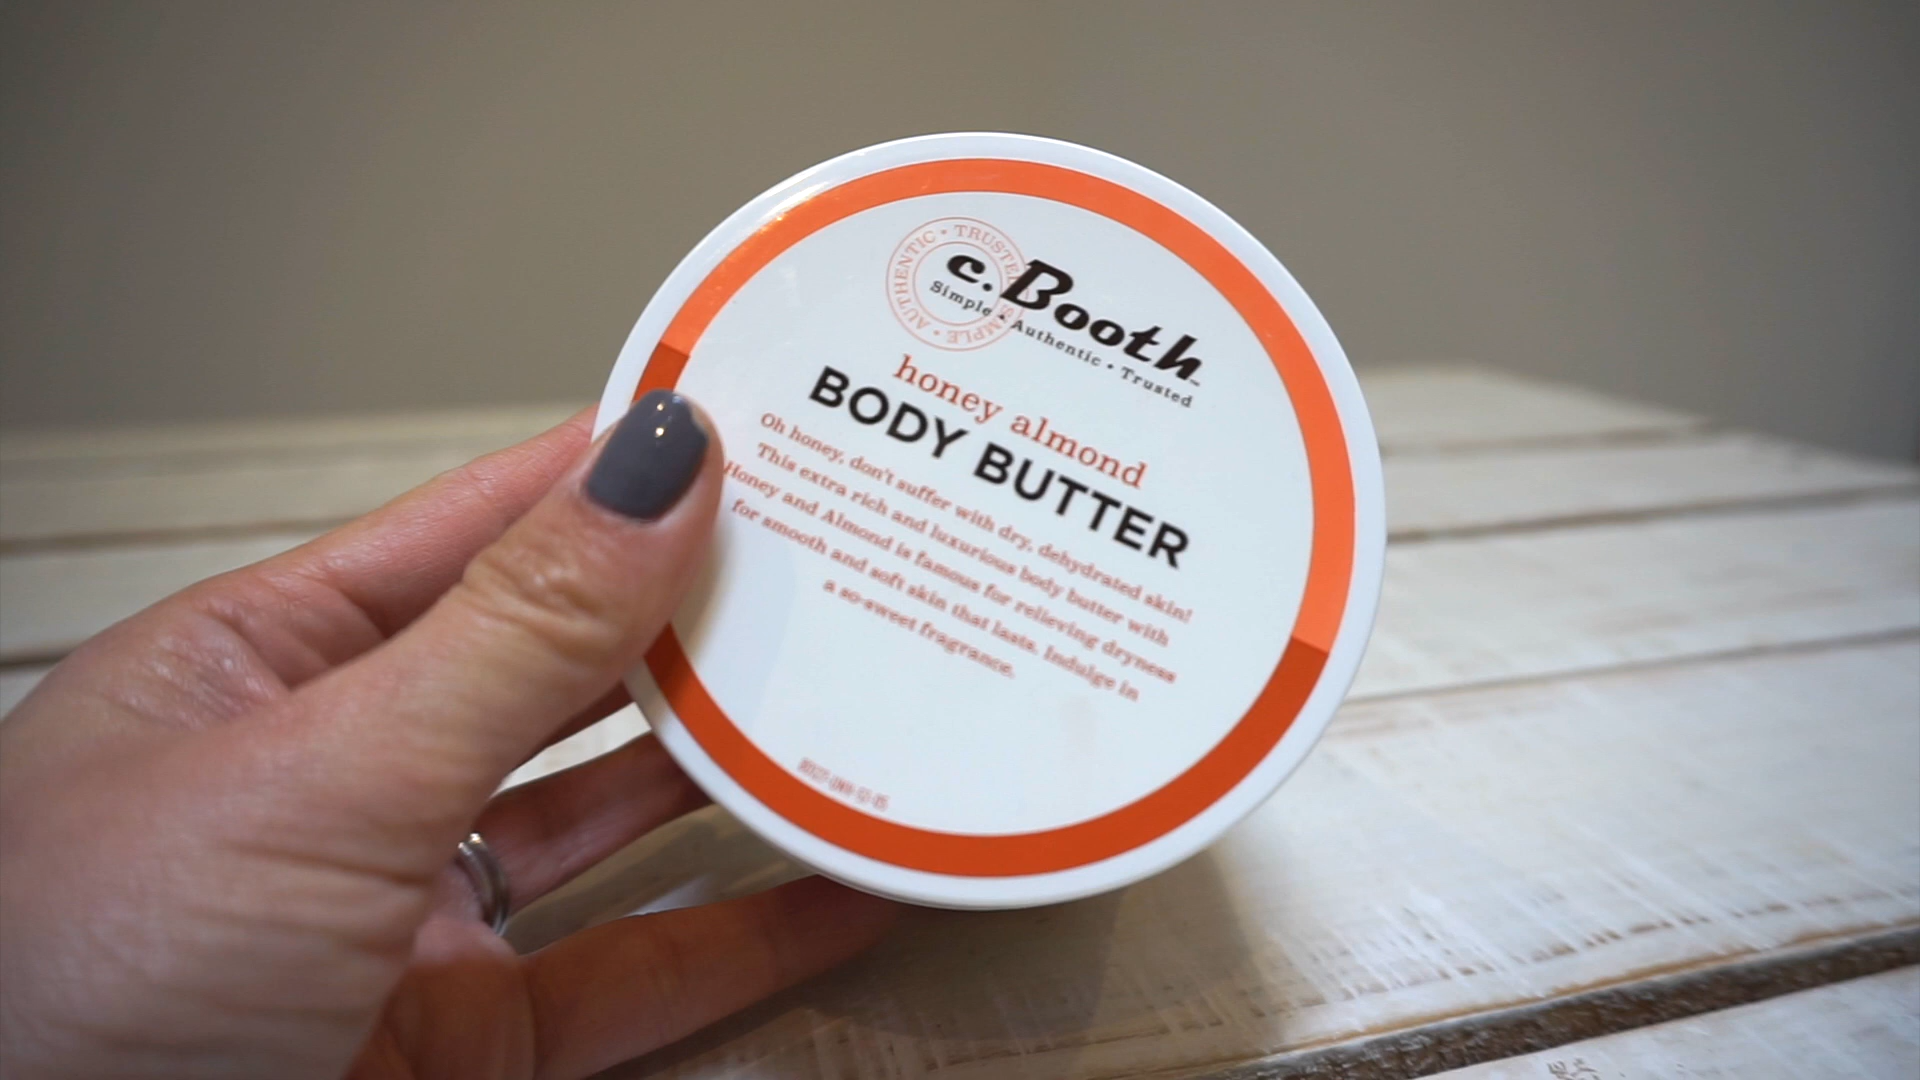 AUTHENTIC • TRUSTED • SIMPLE •
c. Booth™
Simple • Authentic • Trusted
honey almond
BODY BUTTER
Oh honey, don't suffer with dry, dehydrated skin!
This extra rich and luxurious body butter with
Honey and Almond is famous for relieving dryness
for smooth and soft skin that lasts. Indulge in
a so-sweet fragrance.